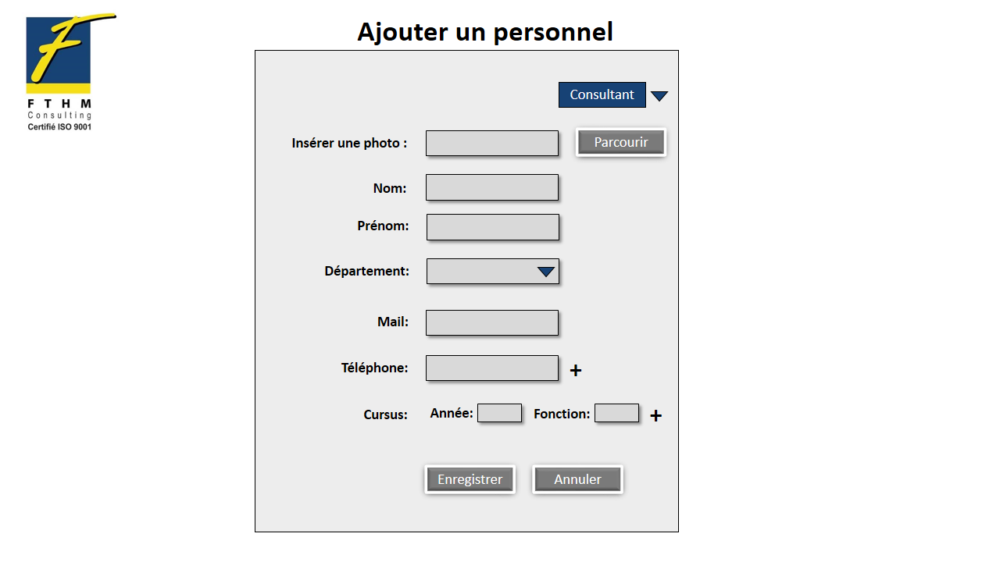 Ajouter un personnel
F T H M
Consulting
Certifié ISO 9001
Consultant
Insérer une photo :
Parcourir
Nom:
Prénom:
Département:
Mail:
Téléphone:
+
Cursus: Année: Fonction: +
Enregistrer Annuler